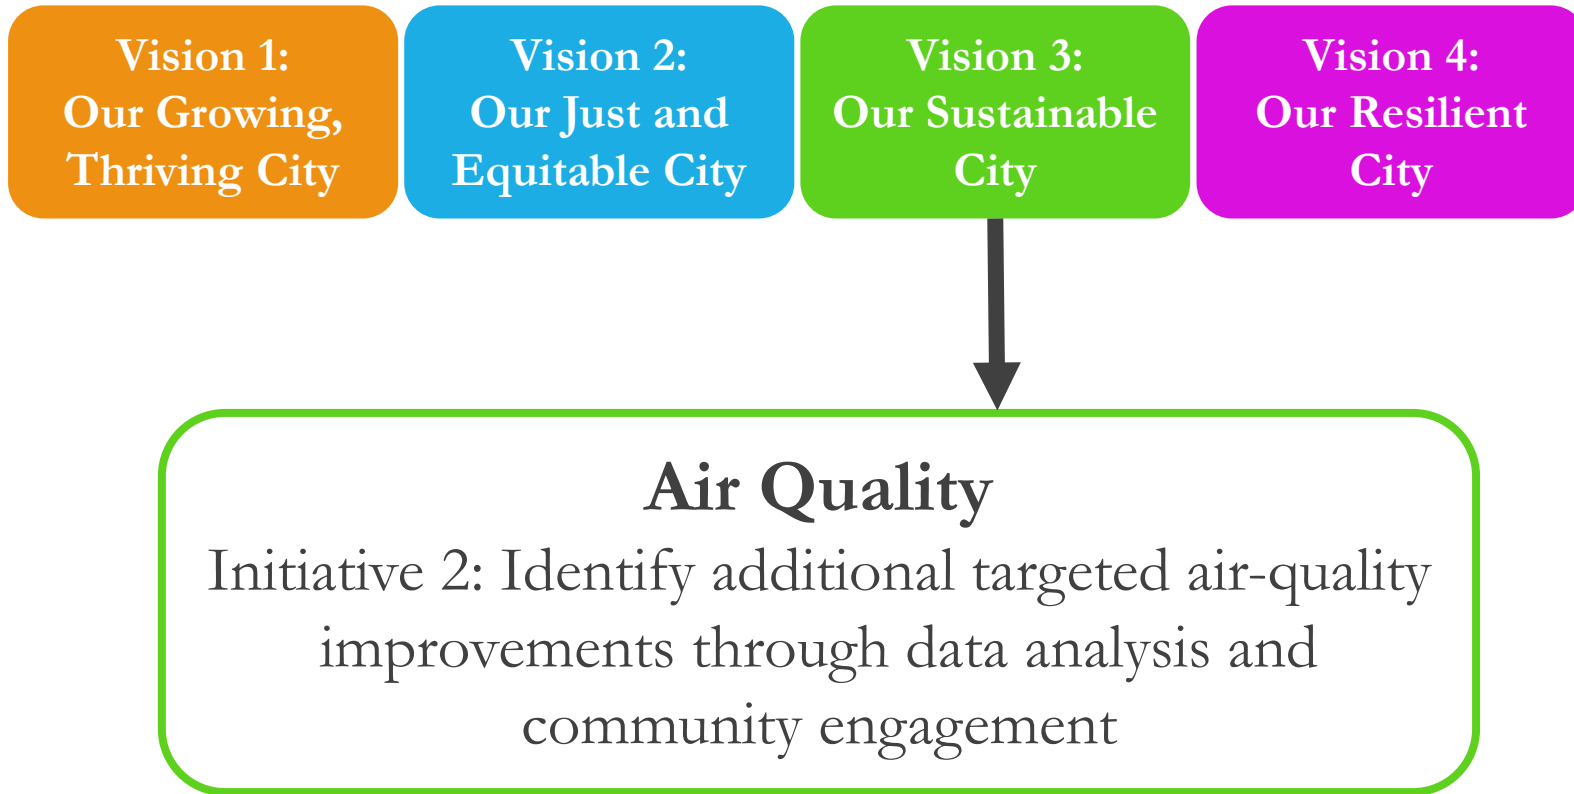 Vision 1:
Our Growing,
Thriving City
Vision 2:
Our Just and
Equitable City
Vision 3:
Our Sustainable
City
Vision 4:
Our Resilient
City
Air Quality
Initiative 2: Identify additional targeted air-quality
improvements through data analysis and
community engagement